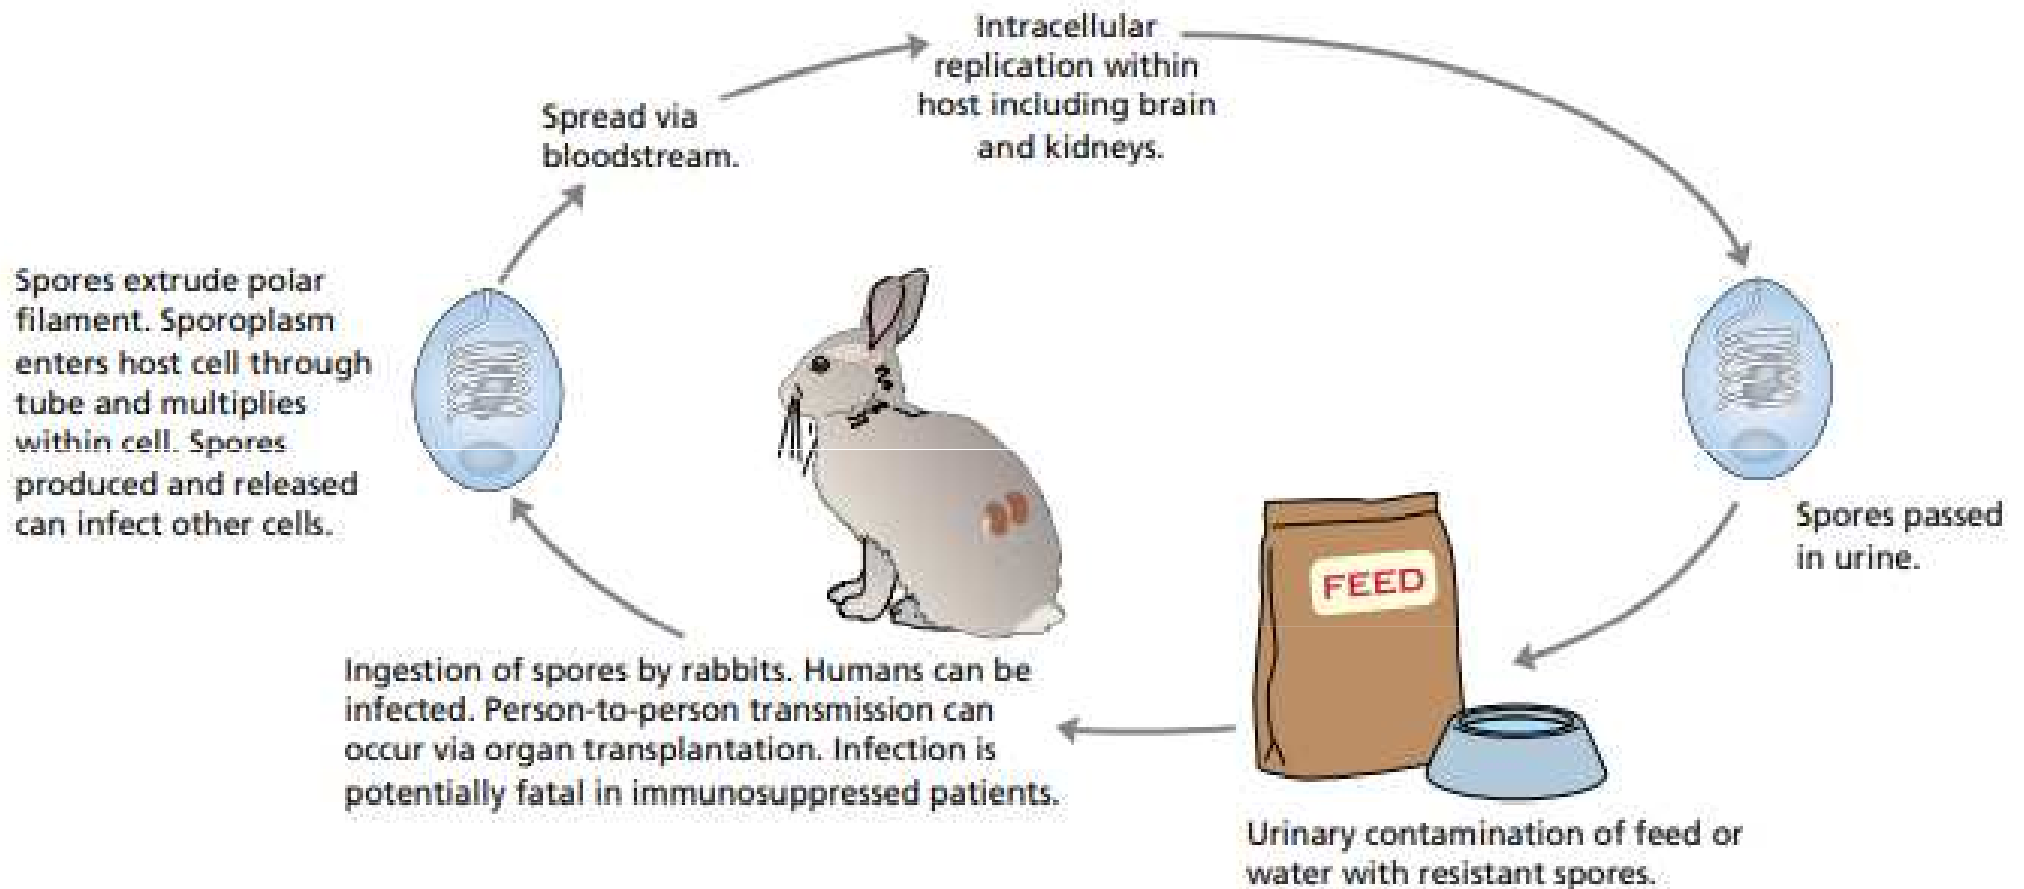 Intracellular
replication within
host including brain
and kidneys.
Spread via
bloodstream.
Spores extrude polar
filament. Sporoplasm
enters host cell through
tube and multiplies
within cell. Spores
produced and released
can infect other cells.
Spores passed
in urine.
FEED
Ingestion of spores by rabbits. Humans can be
infected. Person-to-person transmission can
occur via organ transplantation. Infection is
potentially fatal in immunosuppressed patients.
Urinary contamination of feed or
water with resistant spores.